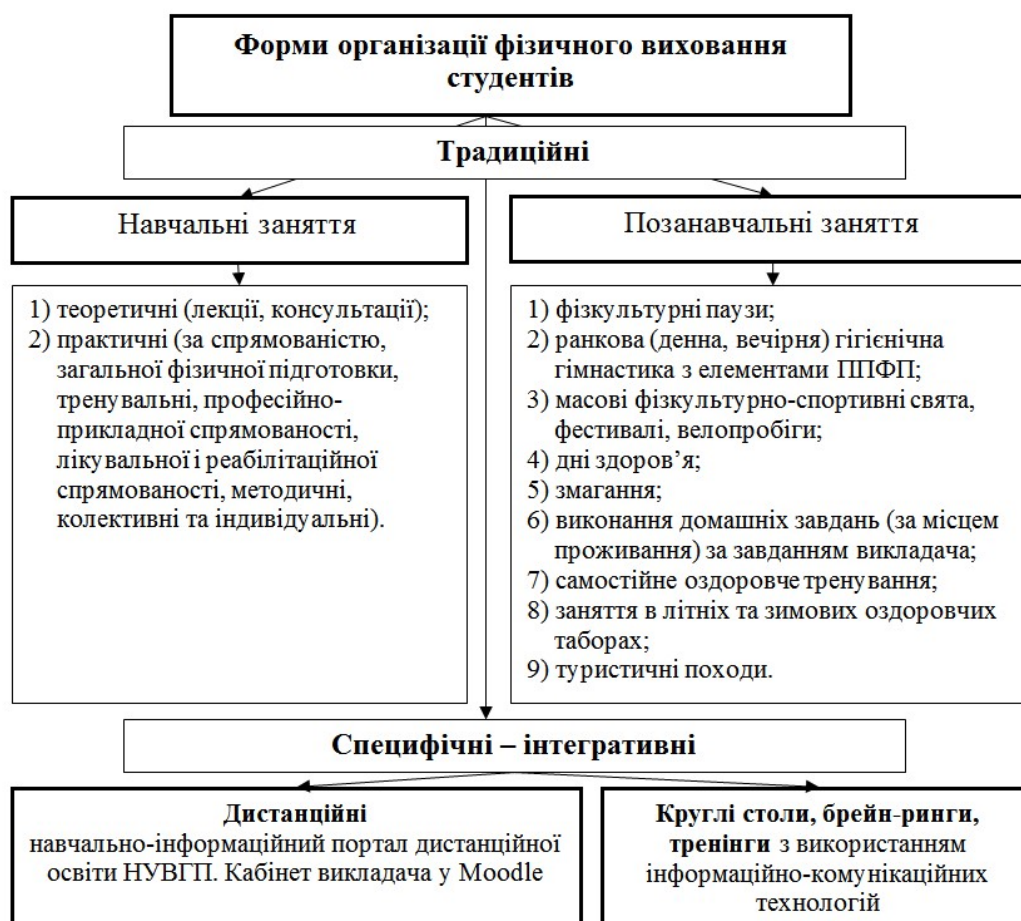 Форми організації фізичного виховання
студентів
Традиційні
Навчальні заняття
1) теоретичні (лекції, консультації);
2) практичні (за спрямованістю,
загальної фізичної підготовки,
тренувальні, професійно-
прикладної спрямованості,
лікувальної і реабілітаційної
спрямованості, методичні,
колективні та індивідуальні).
Позанавчальні заняття
1) фізкультурні паузи;
2) ранкова (денна, вечірня) гігієнічна
гімнастика з елементами ППФП;
3) масові фізкультурно-спортивні свята,
фестивалі, велопробіги;
4) дні здоров’я;
5) змагання;
6) виконання домашніх завдань (за місцем
проживання) за завданням викладача;
7) самостійне оздоровче тренування;
8) заняття в літніх та зимових оздоровчих
таборах;
9) туристичні походи.
Специфічні – інтегративні
Дистанційні
навчально-інформаційний портал дистанційної
освіти НУВГП. Кабінет викладача у Moodle
Круглі столи, брейн-ринги,
тренінги з використанням
інформаційно-комунікаційних
технологій